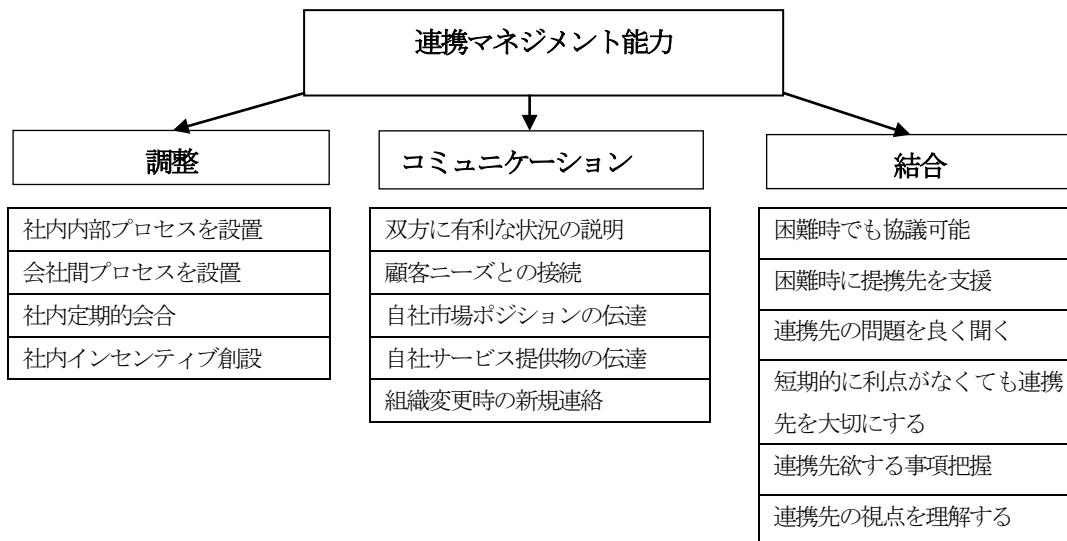 連携マネジメント能力
調整
社内内部プロセスを設置
会社間プロセスを設置
社内定期的会合
社内インセンティブ創設
コミュニケーション
双方に有利な状況の説明
顧客ニーズとの接続
自社市場ポジションの伝達
自社サービス提供物の伝達
組織変更時の新規連絡
結合
困難時でも協議可能
困難時に提携先を支援
連携先の問題を良く聞く
短期的に利点がなくても連携
先を大切にする
連携先欲する事項把握
連携先の視点を理解する